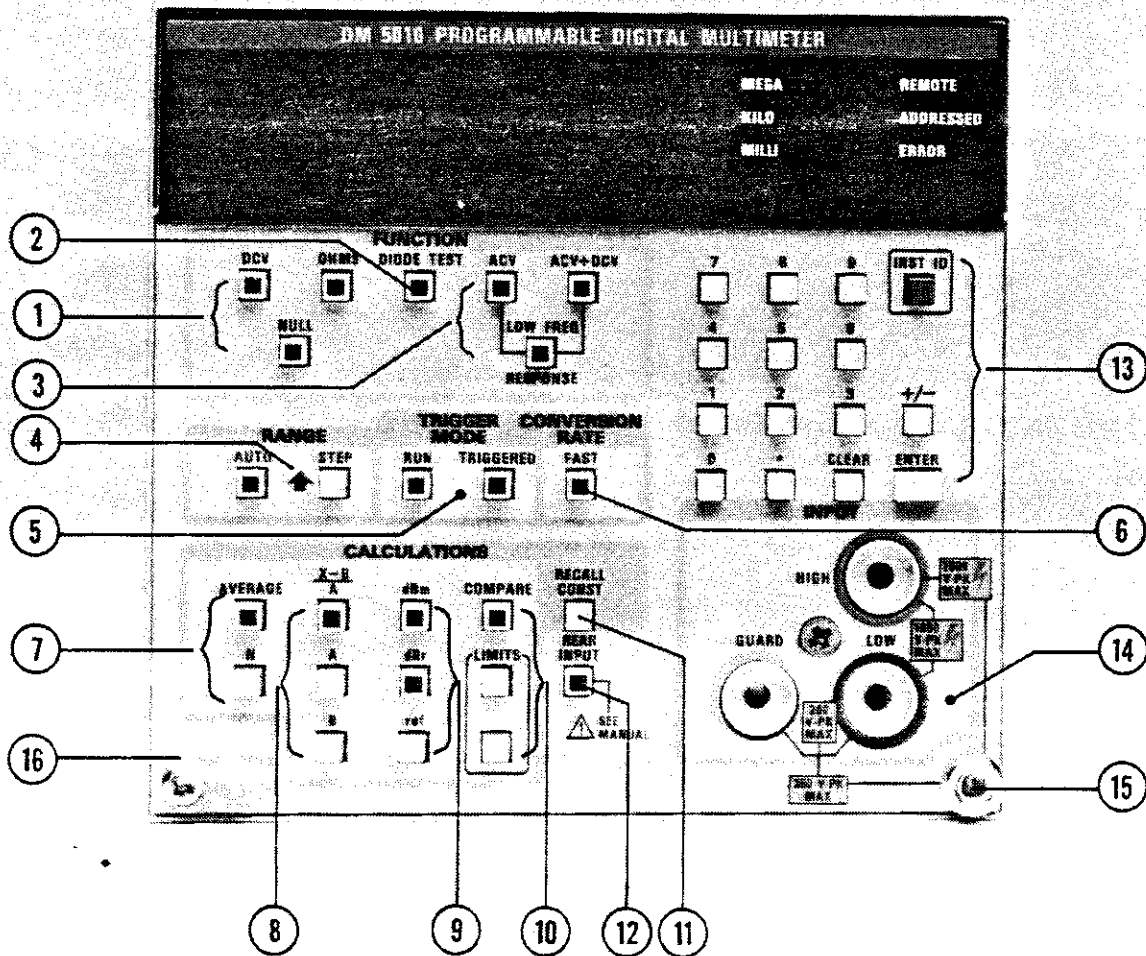 DM 5010 PROGRAMMABLE DIGITAL MULTIMETER
MEGA REMOTE
KILO ADDRESSED
MILLI ERROR
2
FUNCTION
DCV OHMS DIODE TEST ACV ACV+DCV
7 8 9 INST ID
1
NULL
LOW FREQ
RESPONSE
4 5 6
3
13
1 2 3 +/-
4
RANGE
TRIGGER MODE
CONVERSION RATE
AUTO STEP RUN TRIGGERED FAST
0 • CLEAR ENTER
5
6
INPUT
CALCULATIONS
AVERAGE
X-B
A
dBm
COMPARE
RECALL
CONST
HIGH
V-PK
MAX
7
N A dBr LIMITS
REAR
INPUT
GUARD LOW
V-PK
MAX
14
B ref
SEE
MANUAL
V-PK
MAX
16
V PK
MAX
15
8 9 10 12 11